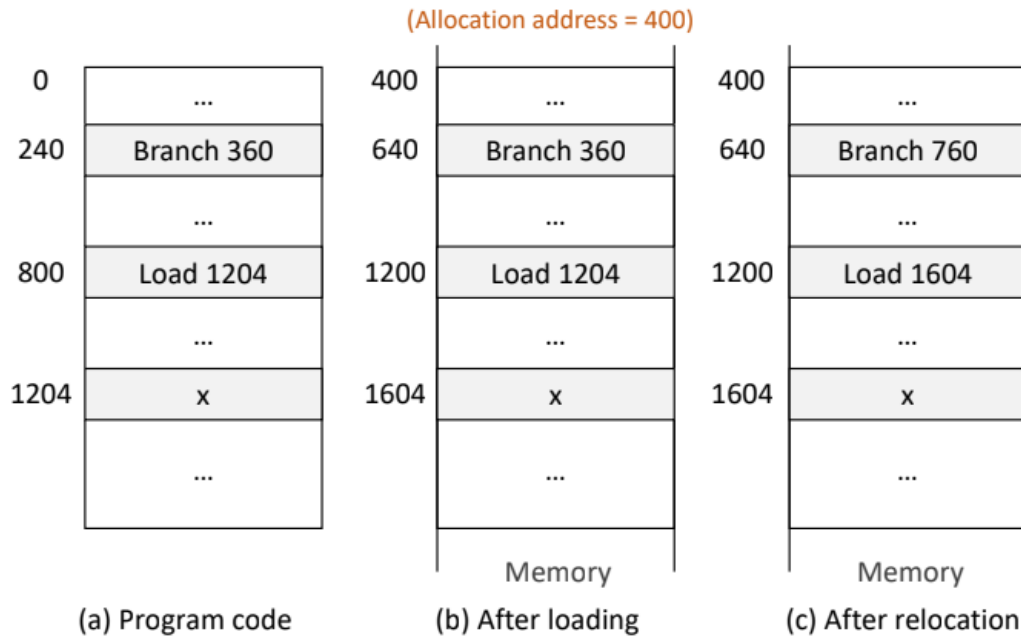 (Allocation address = 400)
0
...
240
Branch 360
...
800
Load 1204
...
1204
x
...
(a) Program code
400
...
640
Branch 360
...
1200
Load 1204
...
1604
x
...
Memory
(b) After loading
400
...
640
Branch 760
...
1200
Load 1604
...
1604
x
...
Memory
(c) After relocation